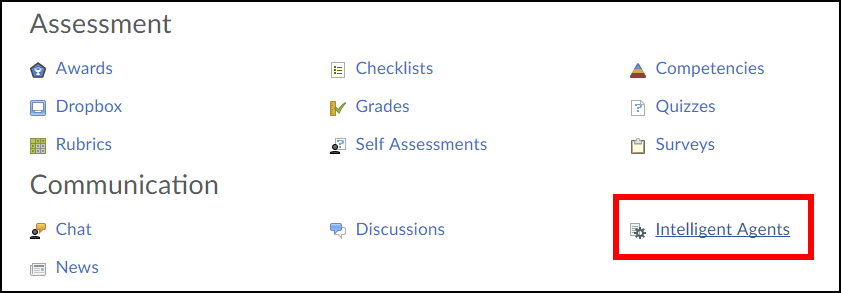 Assessment
Awards Checklists Competencies
Dropbox Grades Quizzes
Rubrics Self Assessments Surveys
Communication
Chat Discussions Intelligent Agents
News